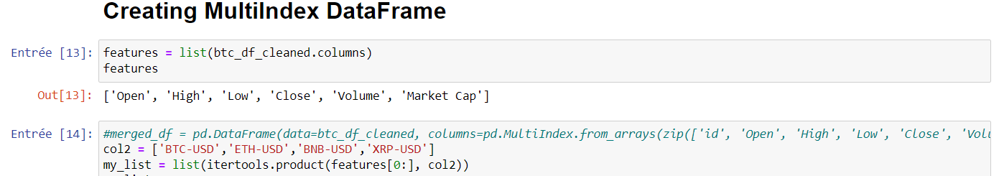 Creating MultiIndex DataFrame
Entrée [13]: features = list(btc_df_cleaned.columns)
features
Out[13]: ['Open', 'High', 'Low', 'Close', 'Volume', 'Market Cap']
Entrée [14]: #merged_df = pd.DataFrame(data=btc_df_cleaned, columns=pd.MultiIndex.from_arrays(zip(['id', 'Open', 'High', 'Low', 'Close',
col2 = ['BTC-USD','ETH-USD','BNB-USD','XRP-USD']
my_list = list(itertools.product(features[0:], col2))